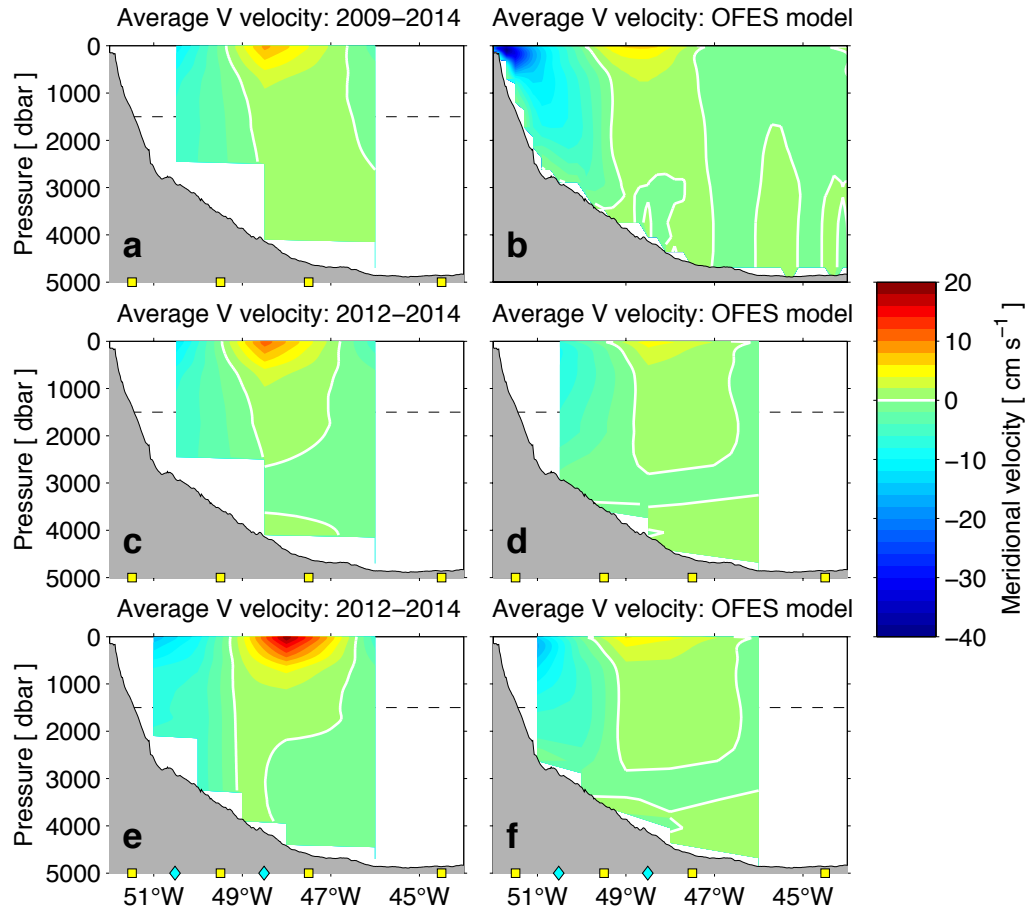 Average V velocity: 2009−2014
Average V velocity: OFES model
Pressure [ dbar ]
0
1000
2000
3000
4000
5000
a
b
Average V velocity: 2012−2014
Average V velocity: OFES model
Pressure [ dbar ]
0
1000
2000
3000
4000
5000
c
d
20
10
0
−10
−20
−30
−40
Meridional velocity [ cm s−1 ]
Average V velocity: 2012−2014
Average V velocity: OFES model
Pressure [ dbar ]
0
1000
2000
3000
4000
5000
e
f
51°W 49°W 47°W 45°W
51°W 49°W 47°W 45°W